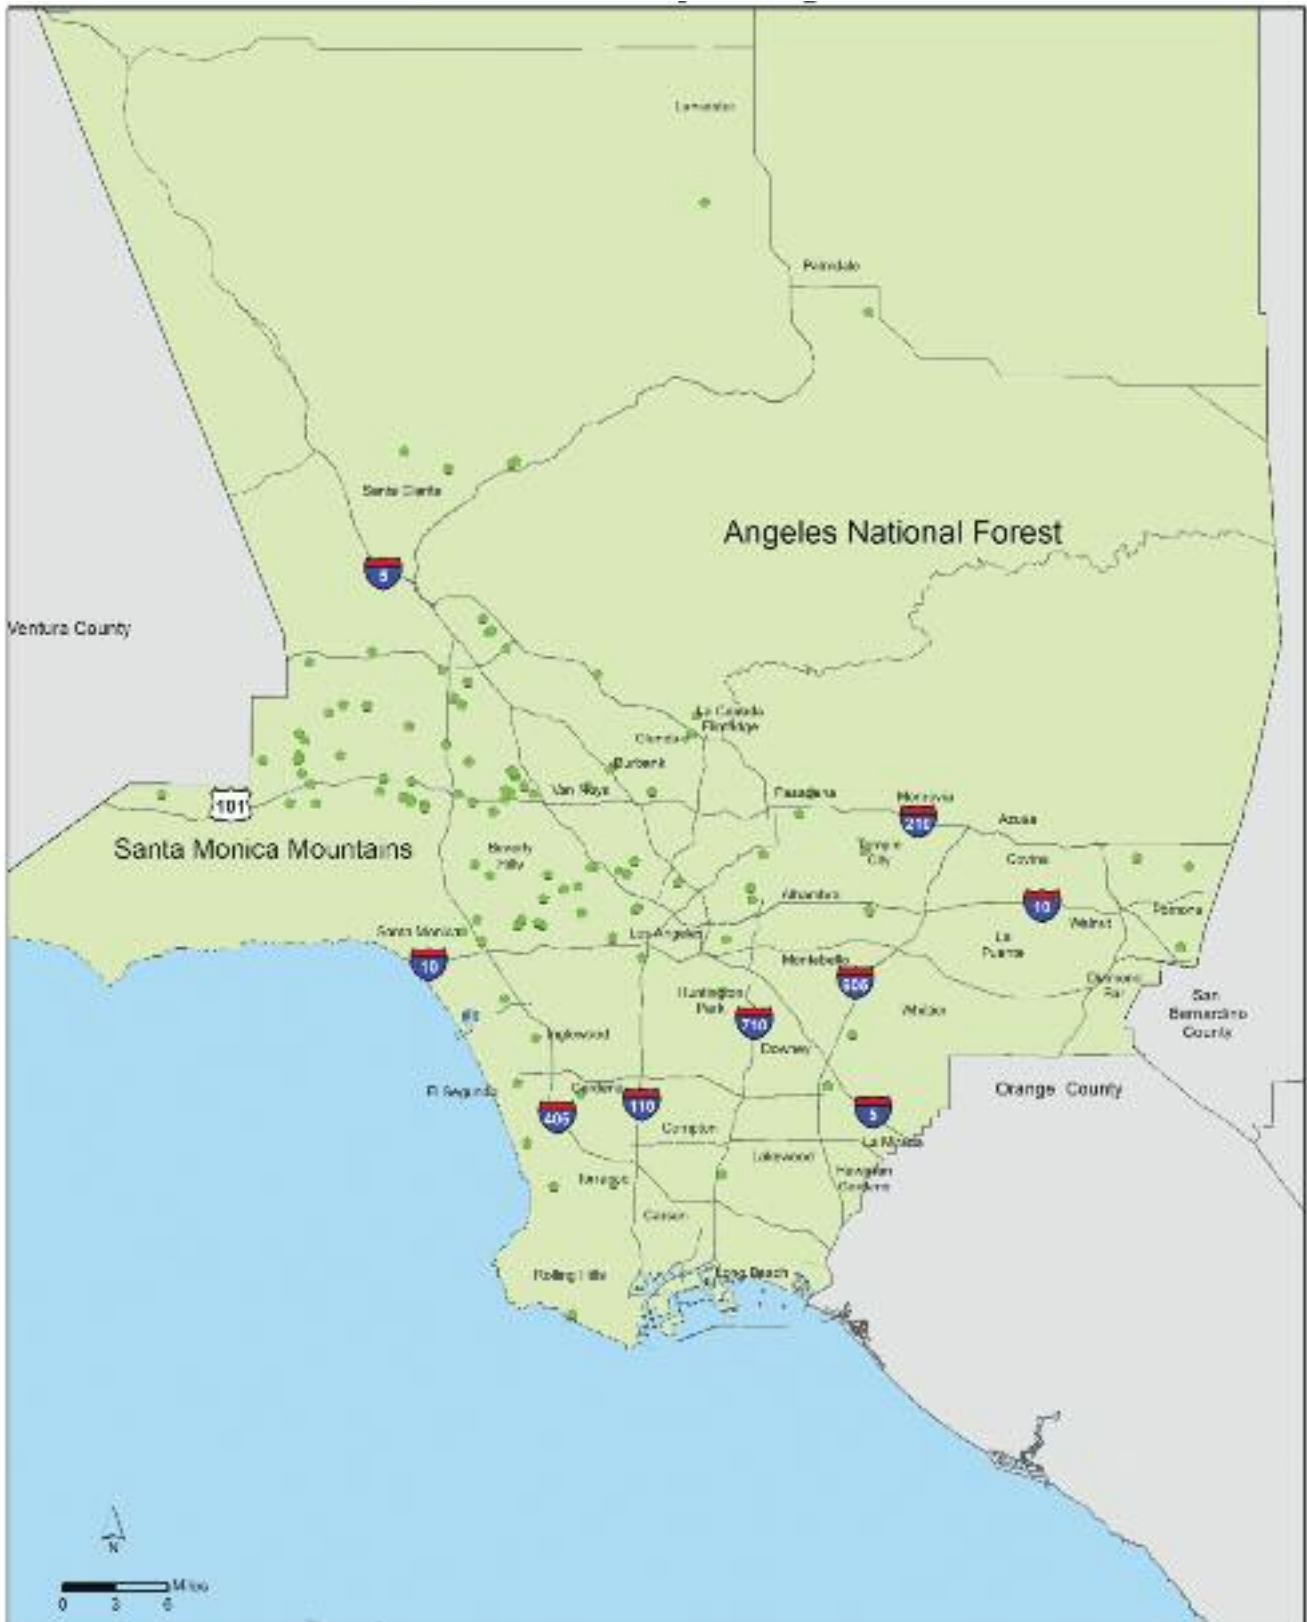 Lancaster
Palmdale
Santa Clarita
Angeles National Forest
5
Ventura County
La Canada
Flintridge
Glendale
Burbank
Van Nuys
Pasadena
Monrovia
101
210
Azusa
Santa Monica Mountains
Beverly
Hills
Temple
City
Covina
Alhambra
10
Pomona
Walnut
Santa Monica
Los Angeles
La
Puente
10
Montebello
605
Diamond
Bar
Huntington
Park
Whittier
San
Bernardino
County
710
Inglewood
Downey
El Segundo
Gardena
Orange County
405
110
5
Compton
La Mirada
Lakewood
Hawaiian
Gardens
Torrance
Carson
Rolling Hills
Long Beach
N
Miles
0 3 6